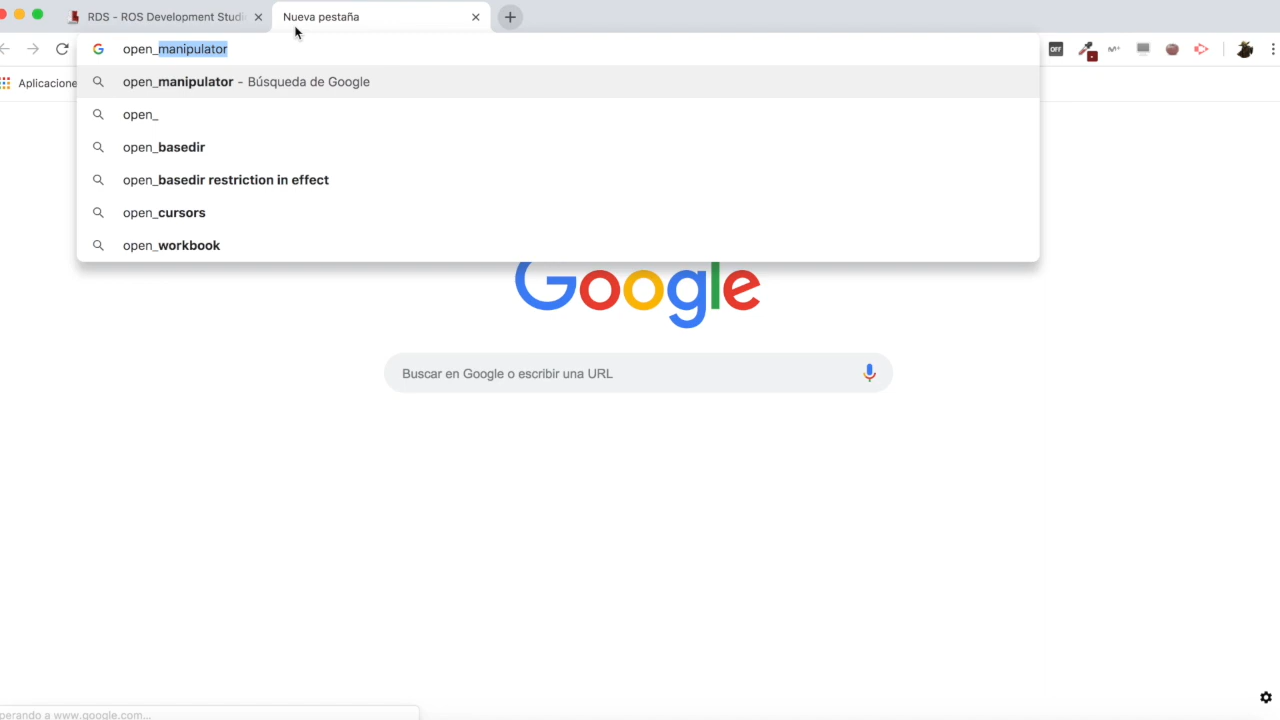 RDS - ROS Development Studi
Nueva pestaña
open_manipulator
OFF
Aplicacione
open_manipulator - Búsqueda de Google
open_
open_basedir
open_basedir restriction in effect
open_cursors
open_workbook
Google
Buscar en Google o escribir una URL
perando a www.google.com...